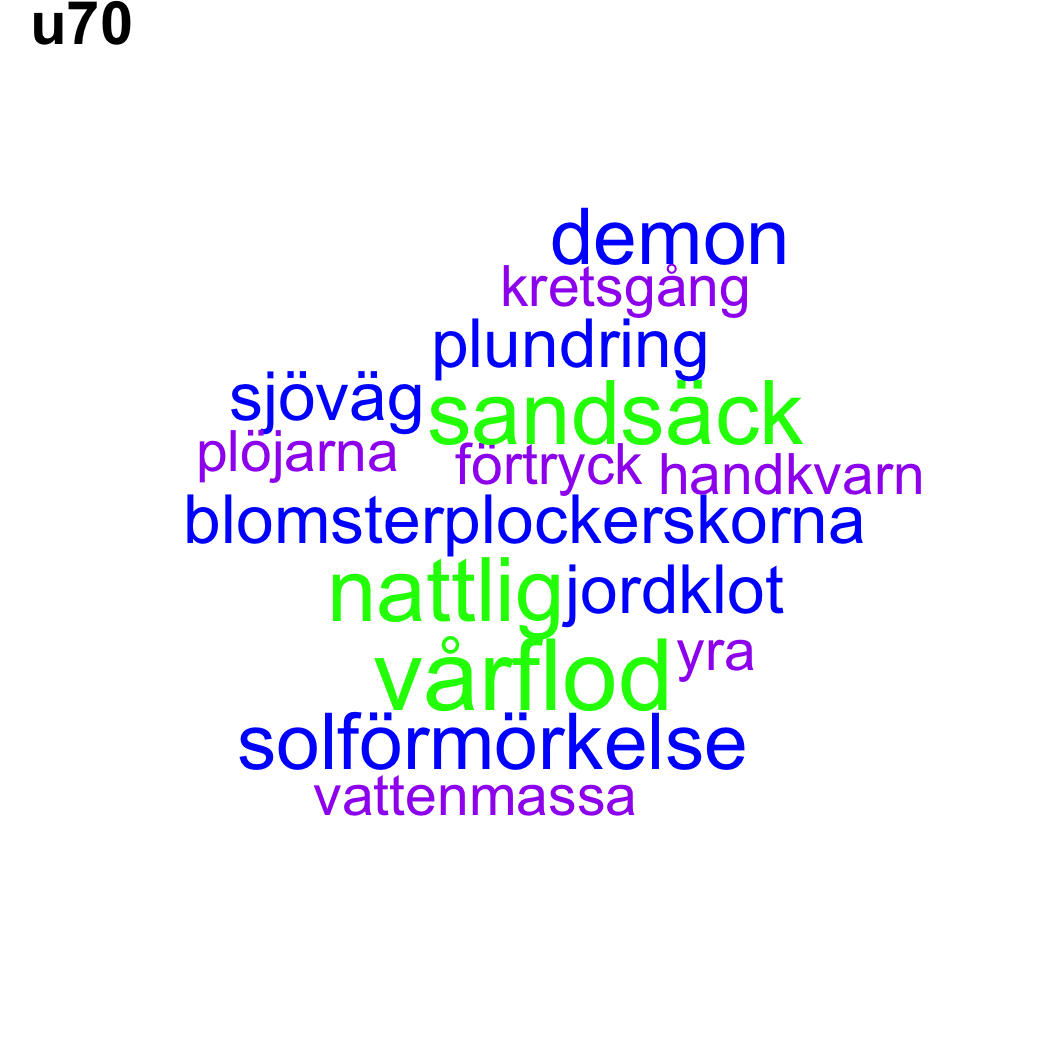 u70
demon
kretsgång
plundring
sjöväg sandsäck
plöjarna förtryck handkvarn
blomsterplockerskorna
nattlig jordklot
vårflod yra
solförmörkelse
vattenmassa